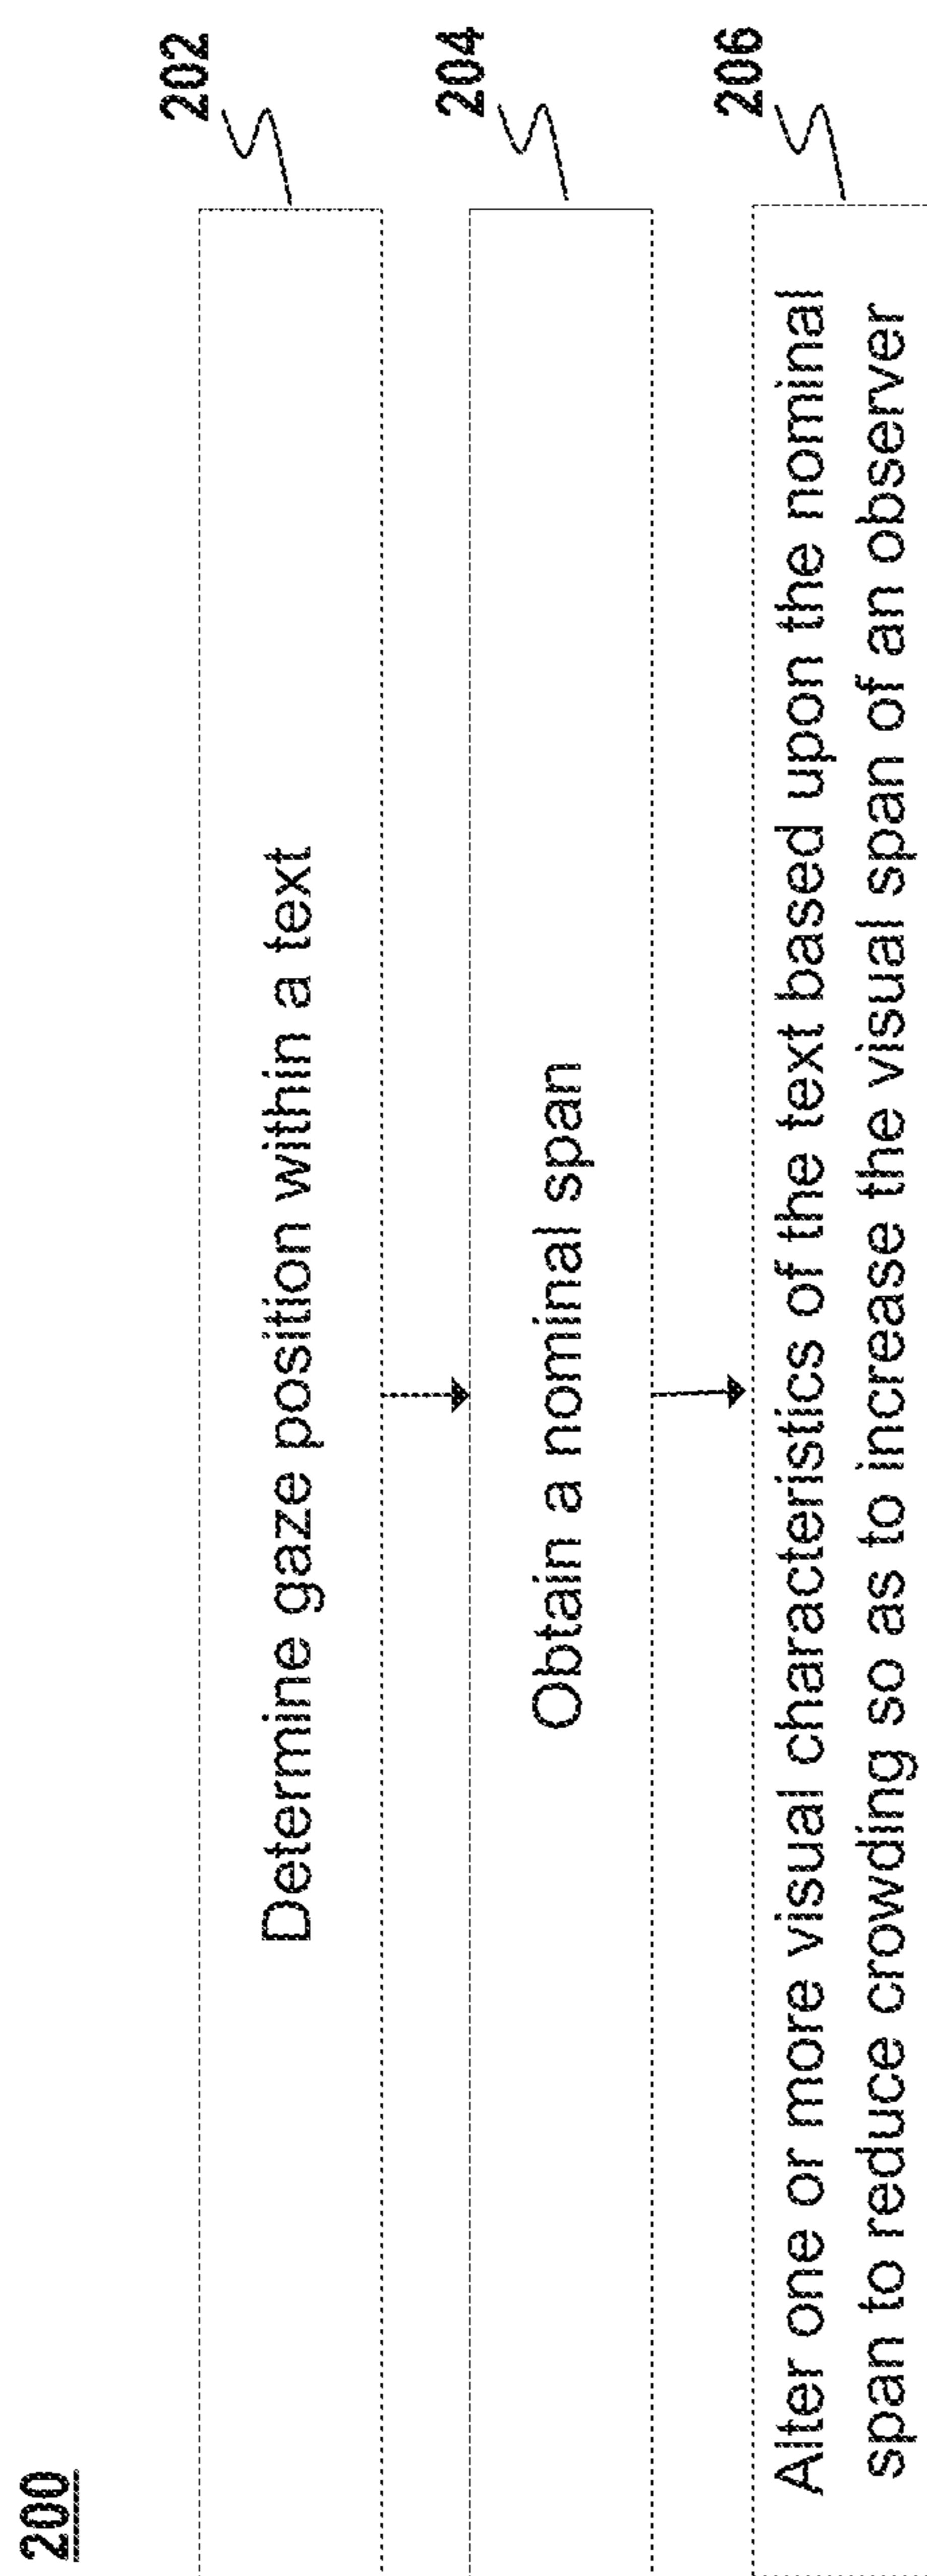 200
202
Determine gaze position within a text
204
Obtain a nominal span
206
Alter one or more visual characteristics of the text based upon the nominal
span to reduce crowding so as to increase the visual span of an observer